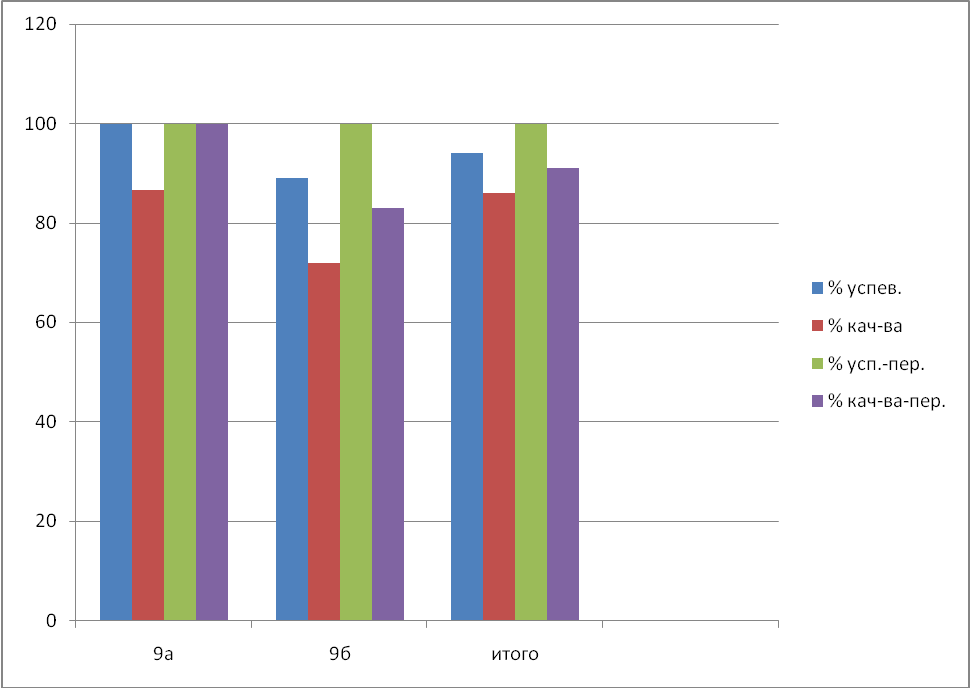 120
100
80
60
40
20
0
9а
9б
итого
% успев.
% кач-ва
% усп.-пер.
% кач-ва-пер.